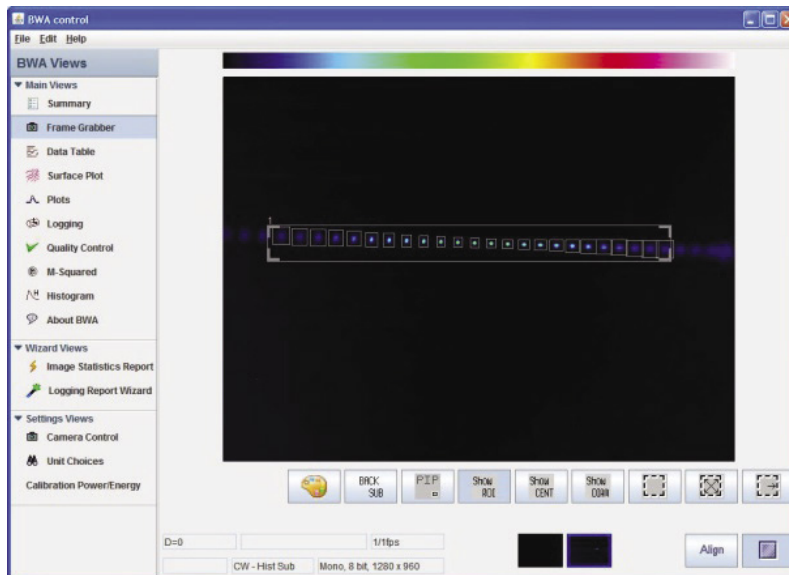 BWA control
File Edit Help
BWA Views
Main Views
Summary
Frame Grabber
Data Table
Surface Plot
Plots
Logging
Quality Control
M-Squared
Histogram
About BWA
Wizard Views
Image Statistics Report
Logging Report Wizard
Settings Views
Camera Control
Unit Choices
Calibration Power/Energy
1
BACK
SUB
PIP
Show
ROI
Show
CENT
Show
D0WN
D=0
1/1fps
CW - Hist Sub
Mono, 8 bit, 1280 x 960
Align